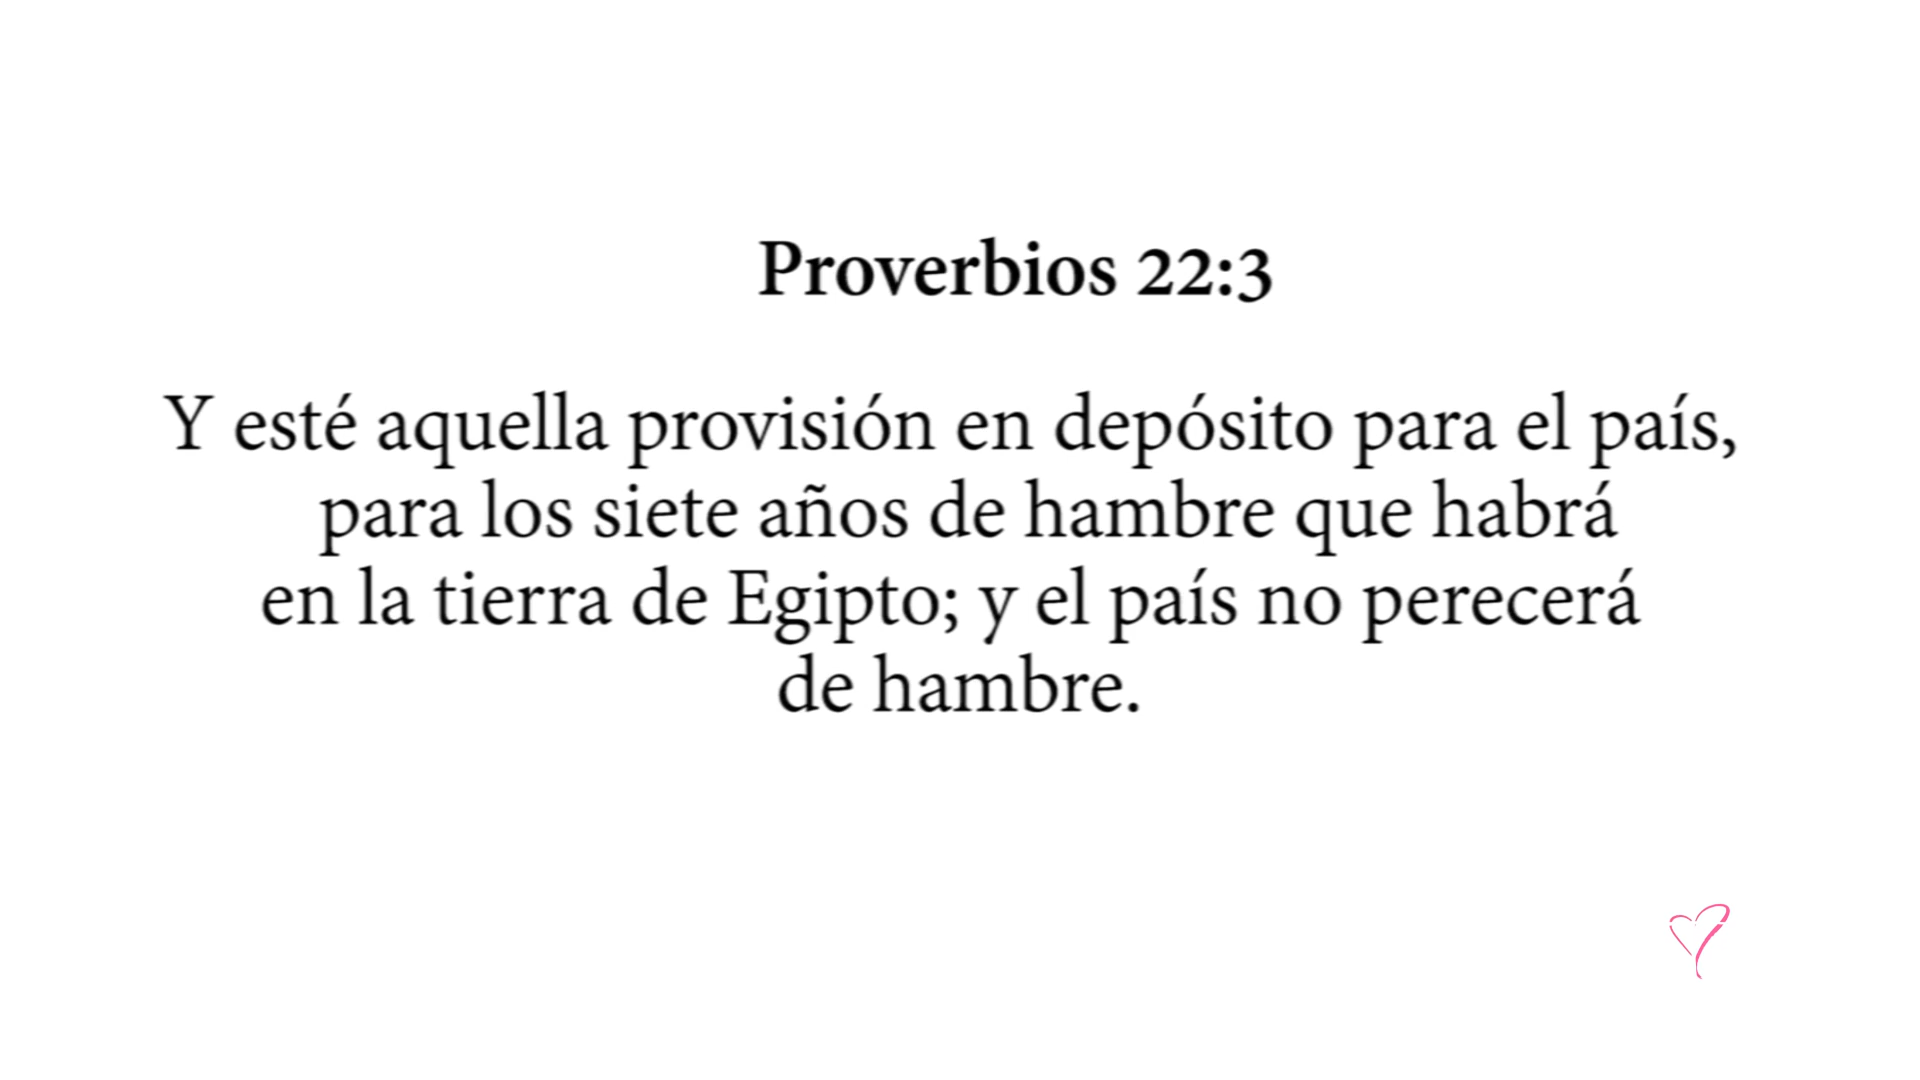 Proverbios 22:3
Y esté aquella provisión en depósito para el país,
para los siete años de hambre que habrá
en la tierra de Egipto; y el país no perecerá
de hambre.